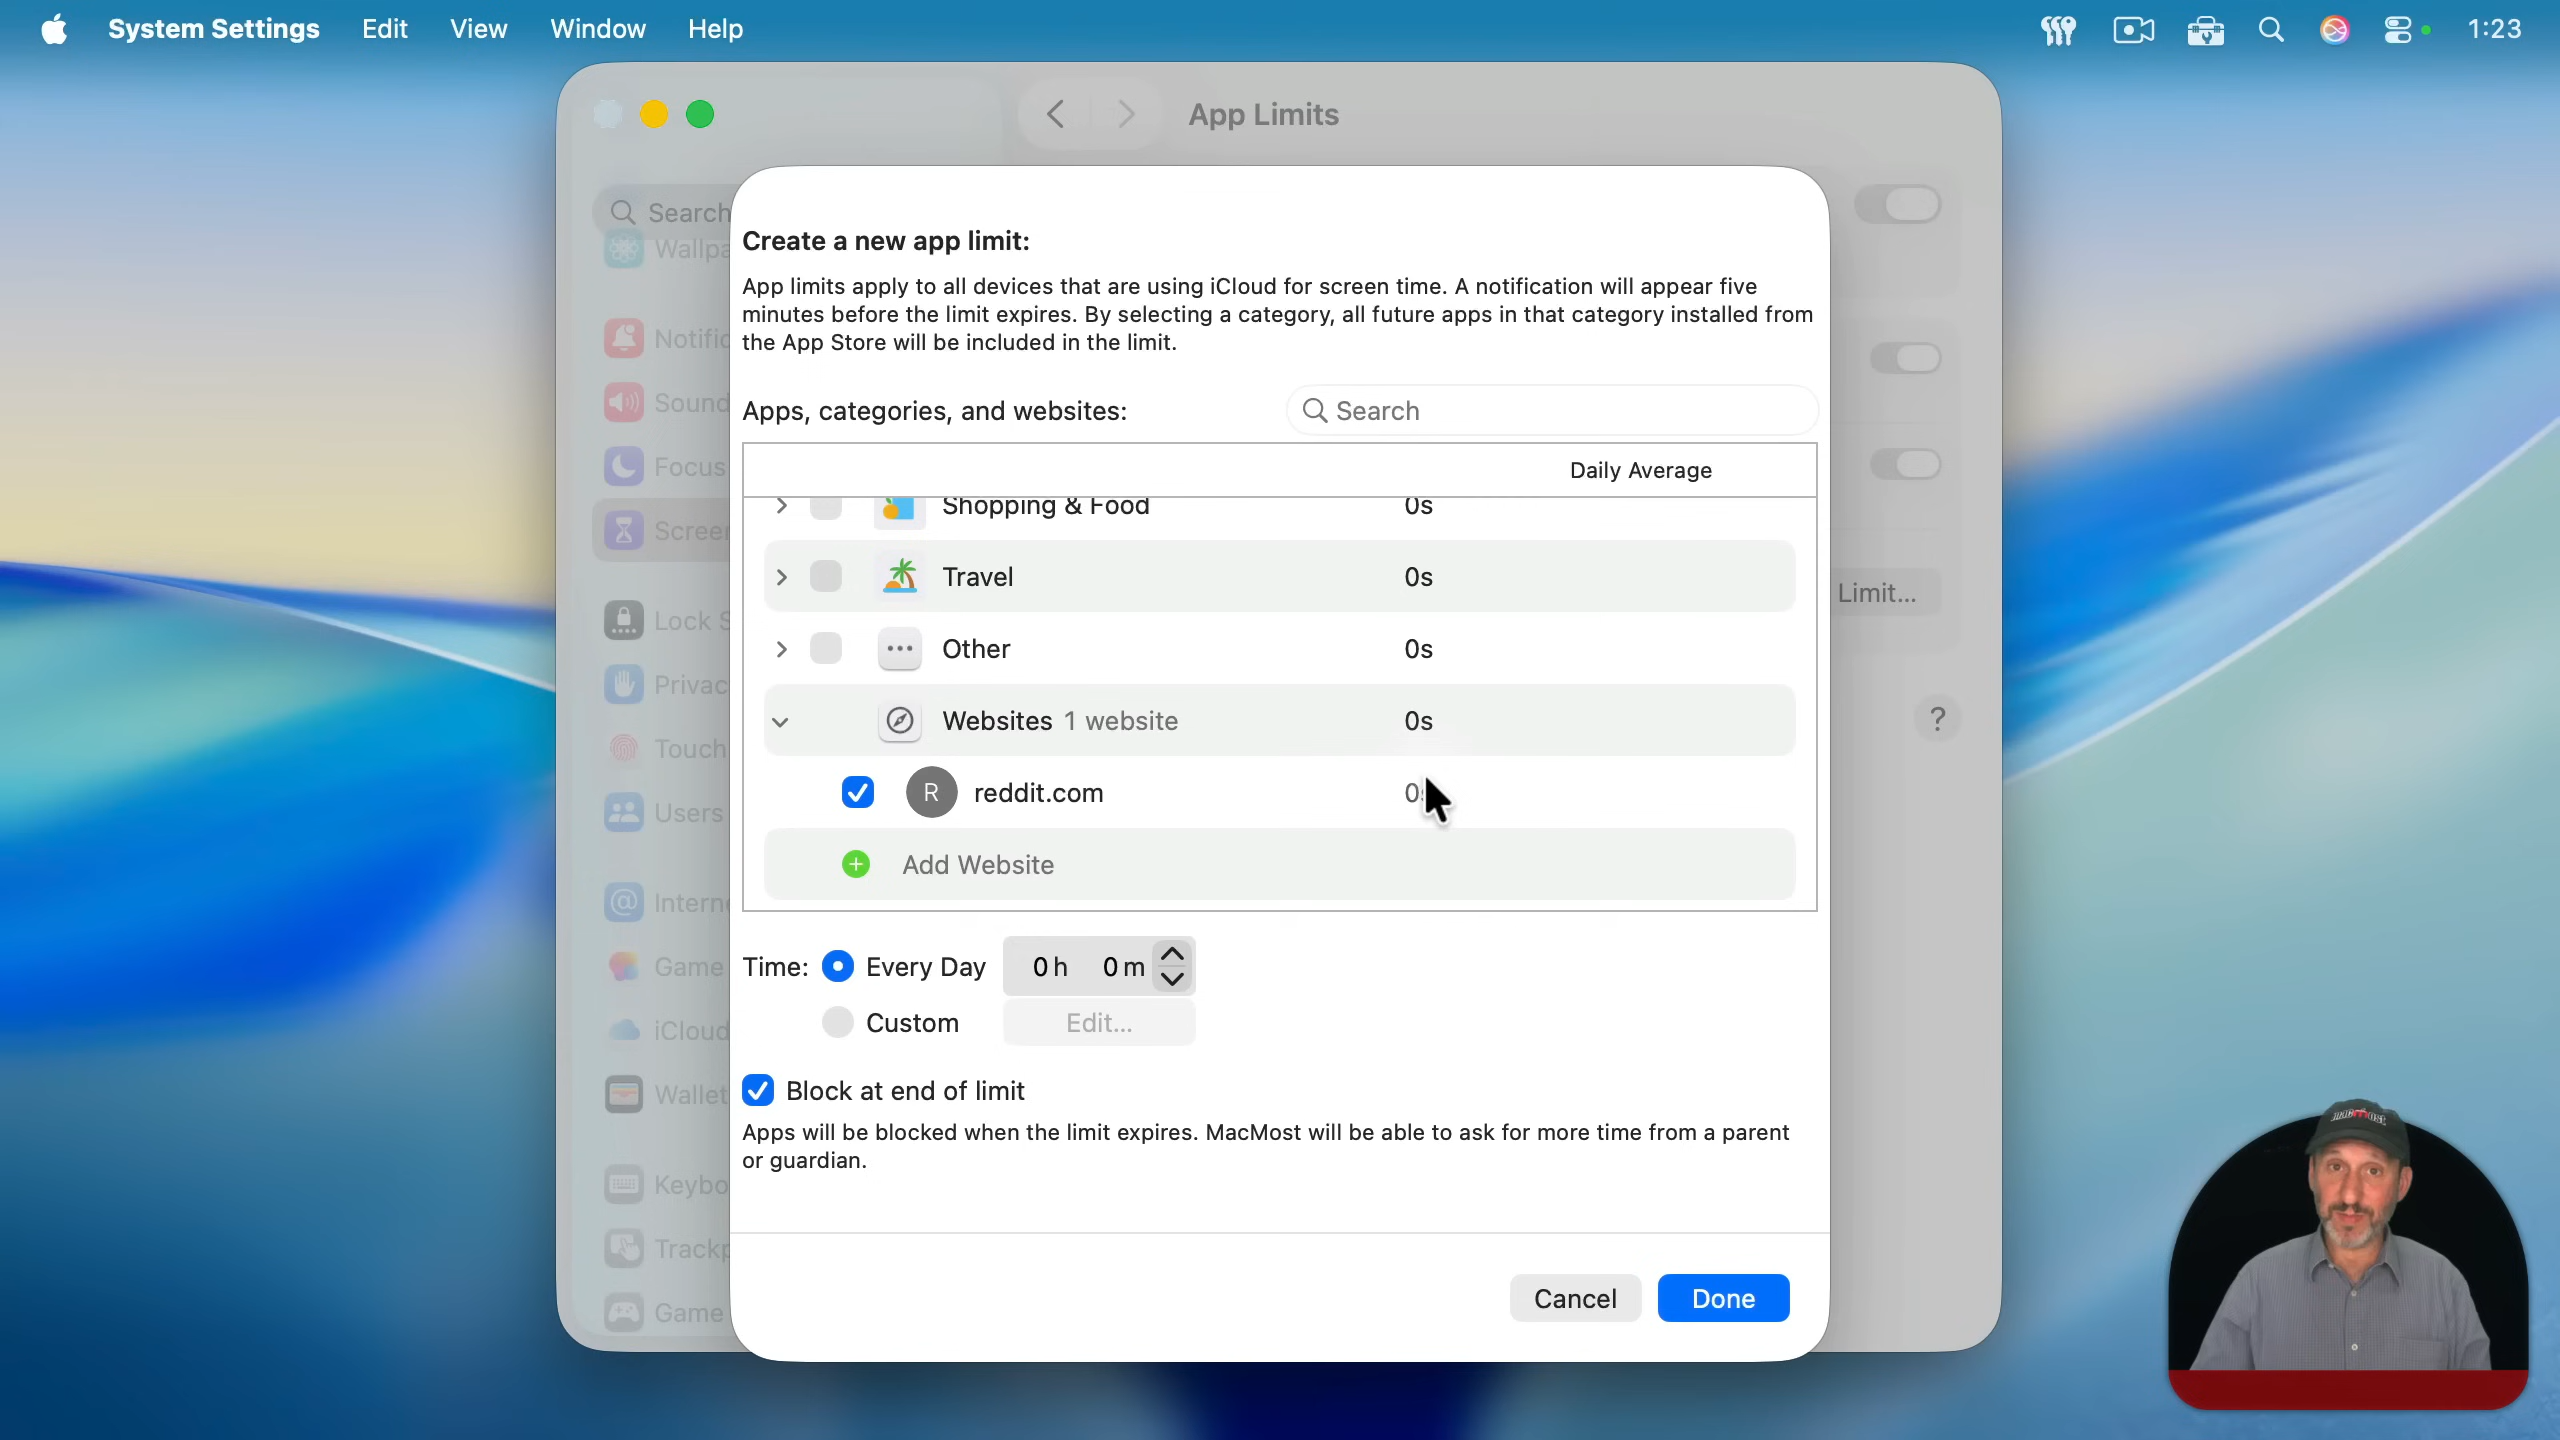 System Settings Edit View Window Help 1:23
App Limits
Search
Wallpa
Notific
Sound
Focus
Screen
Lock S
Privac
Touch
Users
Interne
Game
iCloud
Wallet
Keybo
Trackp
Game
Create a new app limit:
App limits apply to all devices that are using iCloud for screen time. A notification will appear five
minutes before the limit expires. By selecting a category, all future apps in that category installed from
the App Store will be included in the limit.
Apps, categories, and websites: Search
Daily Average
Shopping & Food 0s
Travel 0s
Other 0s
Websites 1 website 0s
R reddit.com
Add Website
Time: Every Day 0h 0m
Custom Edit...
Block at end of limit
Apps will be blocked when the limit expires. MacMost will be able to ask for more time from a parent
or guardian.
Cancel Done
Limit...
?